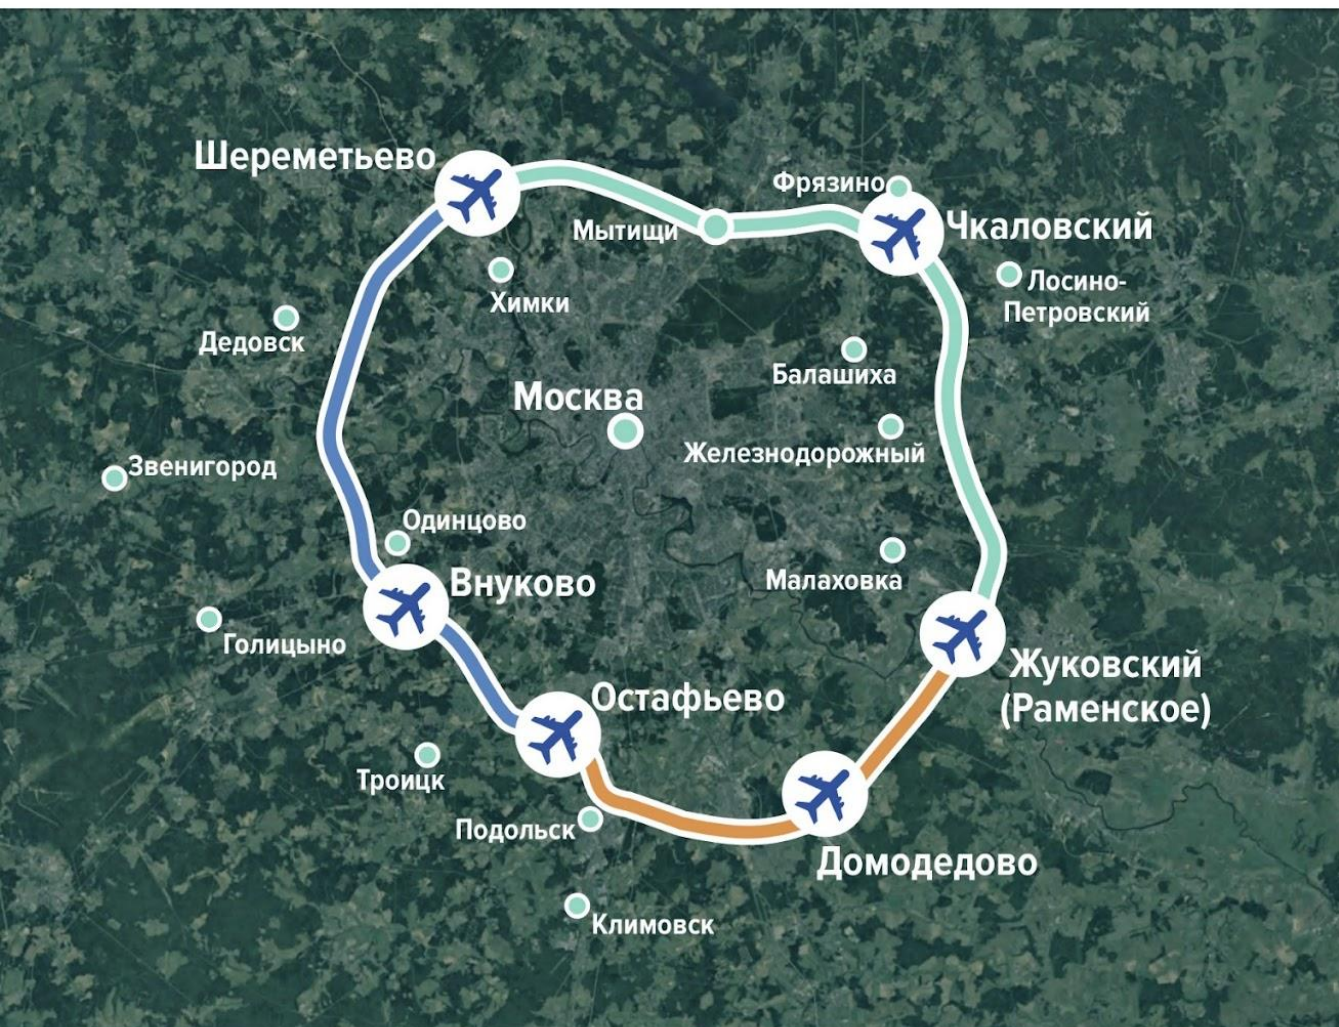 Шереметьево
Фрязино
Чкаловский
Мытищи
Лосино-
Петровский
Химки
Дедовск
Балашиха
Москва
Железнодорожный
Звенигород
Одинцово
Внуково
Малаховка
Голицыно
Жуковский
(Раменское)
Остафьево
Троицк
Подольск
Домодедово
Климовск